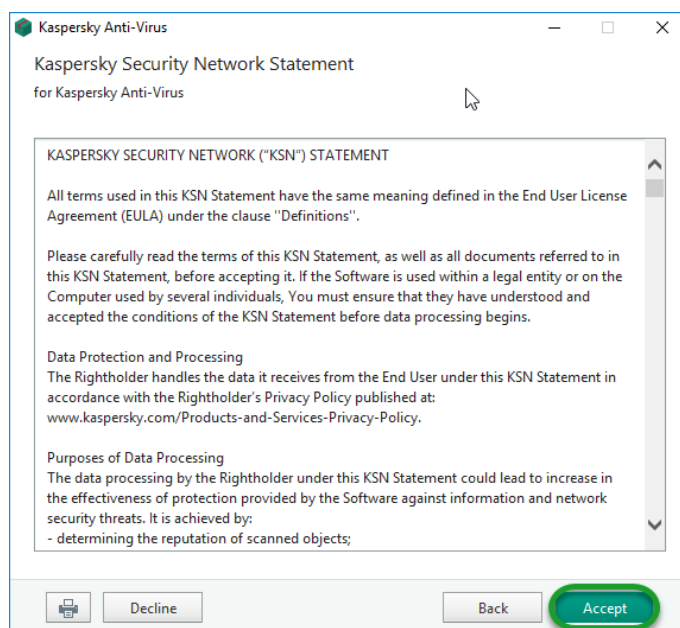 Kaspersky Anti-Virus
Kaspersky Security Network Statement
for Kaspersky Anti-Virus
KASPERSKY SECURITY NETWORK ("KSN") STATEMENT
All terms used in this KSN Statement have the same meaning defined in the End User License
Agreement (EULA) under the clause "Definitions".
Please carefully read the terms of this KSN Statement, as well as all documents referred to in
this KSN Statement, before accepting it. If the Software is used within a legal entity or on the
Computer used by several individuals, You must ensure that they have understood and
accepted the conditions of the KSN Statement before data processing begins.
Data Protection and Processing
The Rightholder handles the data it receives from the End User under this KSN Statement in
accordance with the Rightholder's Privacy Policy published at:
www.kaspersky.com/Products-and-Services-Privacy-Policy.
Purposes of Data Processing
The data processing by the Rightholder under this KSN Statement could lead to increase in
the effectiveness of protection provided by the Software against information and network
security threats. It is achieved by:
- determining the reputation of scanned objects;
Decline
Back
Accept